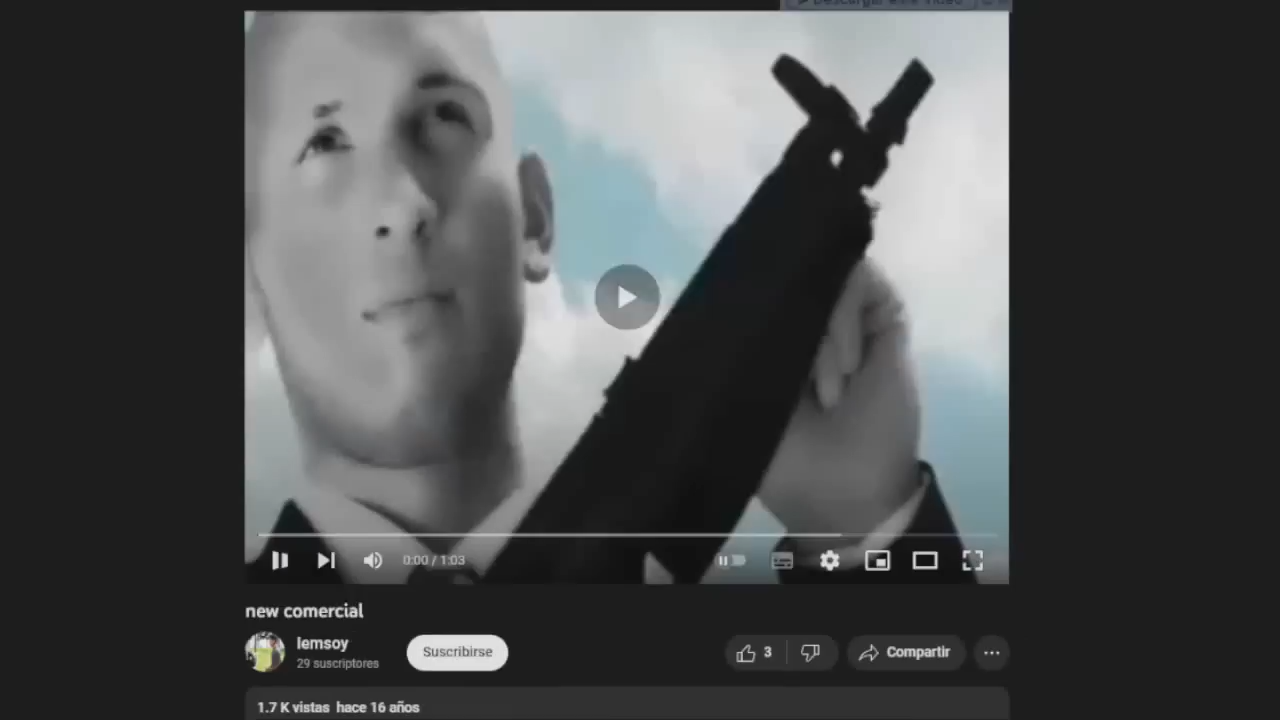 0:00 / 1:03
new comercial
lemsoy
29 suscriptores
Suscribirse
3
Compartir
1.7 K vistas hace 16 años